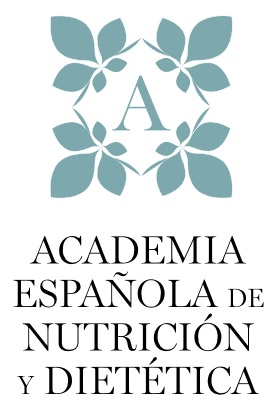 A
ACADEMIA
ESPAÑOLA DE
NUTRICIÓN
Y DIETÉTICA